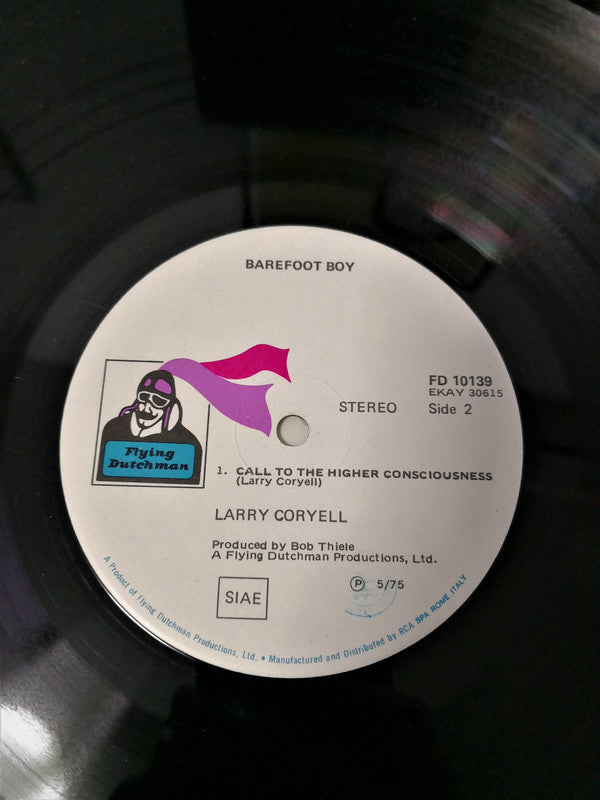 BAREFOOT BOY
FD 10139
EKAY 30615
STEREO
Side 2
Flying
Dutchman
1. CALL TO THE HIGHER CONSCIOUSNESS
(Larry Coryell)
LARRY CORYELL
Produced by Bob Thiele
A Flying Dutchman Productions, Ltd.
SIAE
Ⓟ 5/75
A Product of Flying Dutchman Productions, Ltd. • Manufactured and Distributed by RCA SPA ROME ITALY